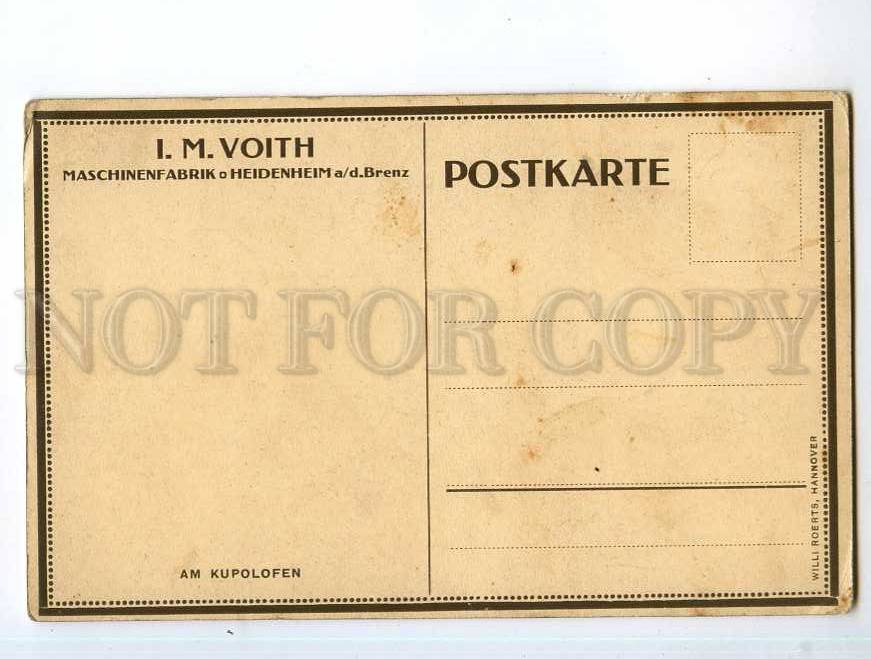 I. M. VOITH
MASCHINENFABRIK o HEIDENHEIM a/d.Brenz
POSTKARTE
NOT FOR COPY
AM KUPOLOFEN
WILLI ROERTS, HANNOVER